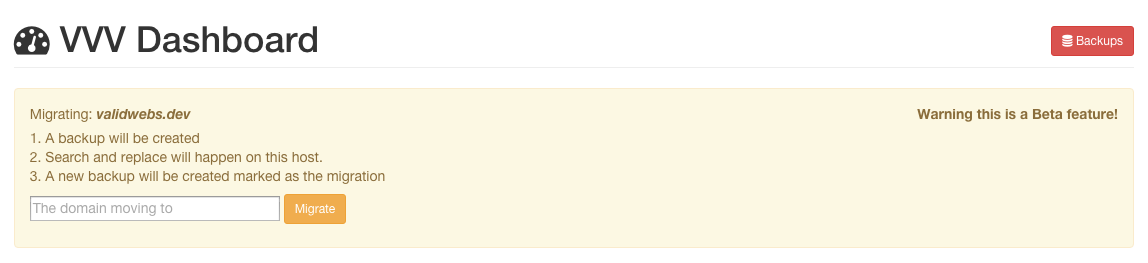 VVV Dashboard
Backups
Migrating: validwebs.dev
Warning this is a Beta feature!
1. A backup will be created
2. Search and replace will happen on this host.
3. A new backup will be created marked as the migration
The domain moving to
Migrate